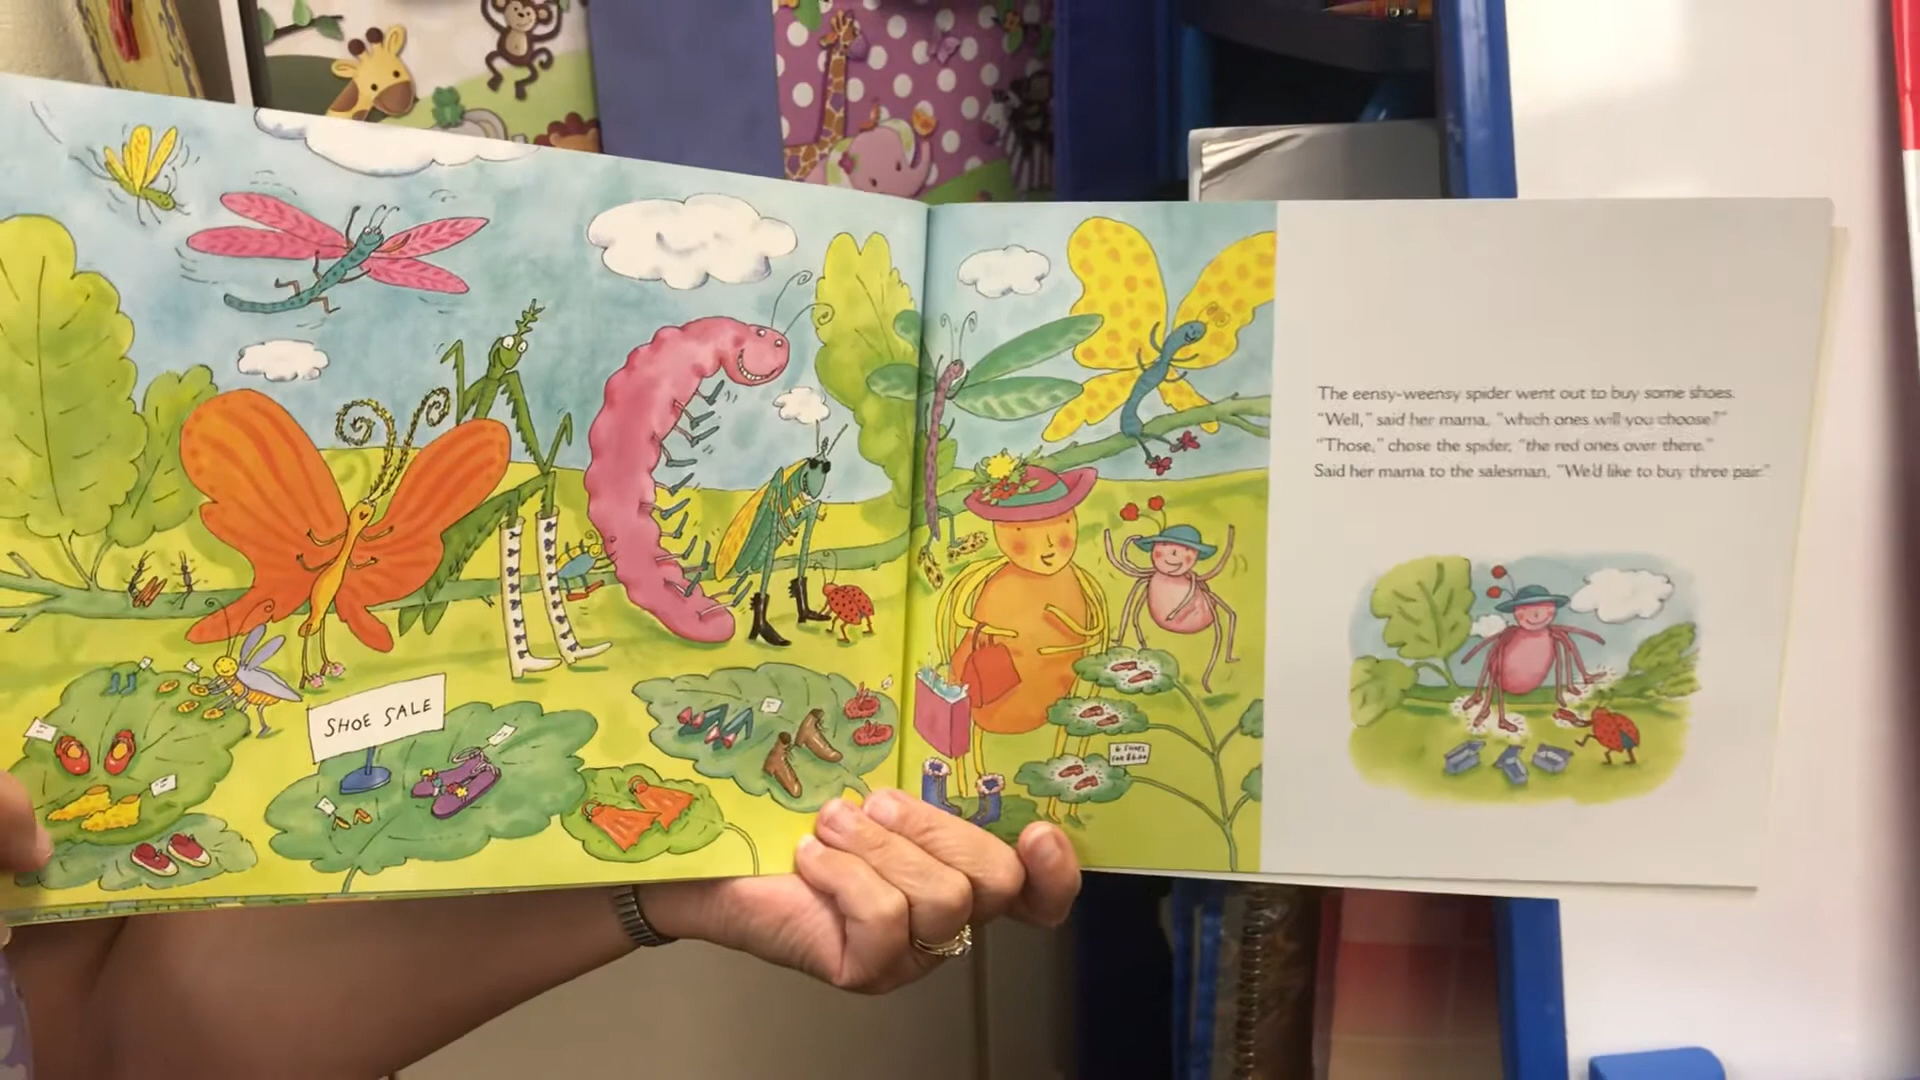 SHOE SALE
6 SHOES
The eensy-weensy spider went out to buy some shoes.
"Well," said her mama, "which ones will you choose?"
"Those," chose the spider, "the red ones over there."
Said her mama to the salesman, "We'd like to buy three pair."